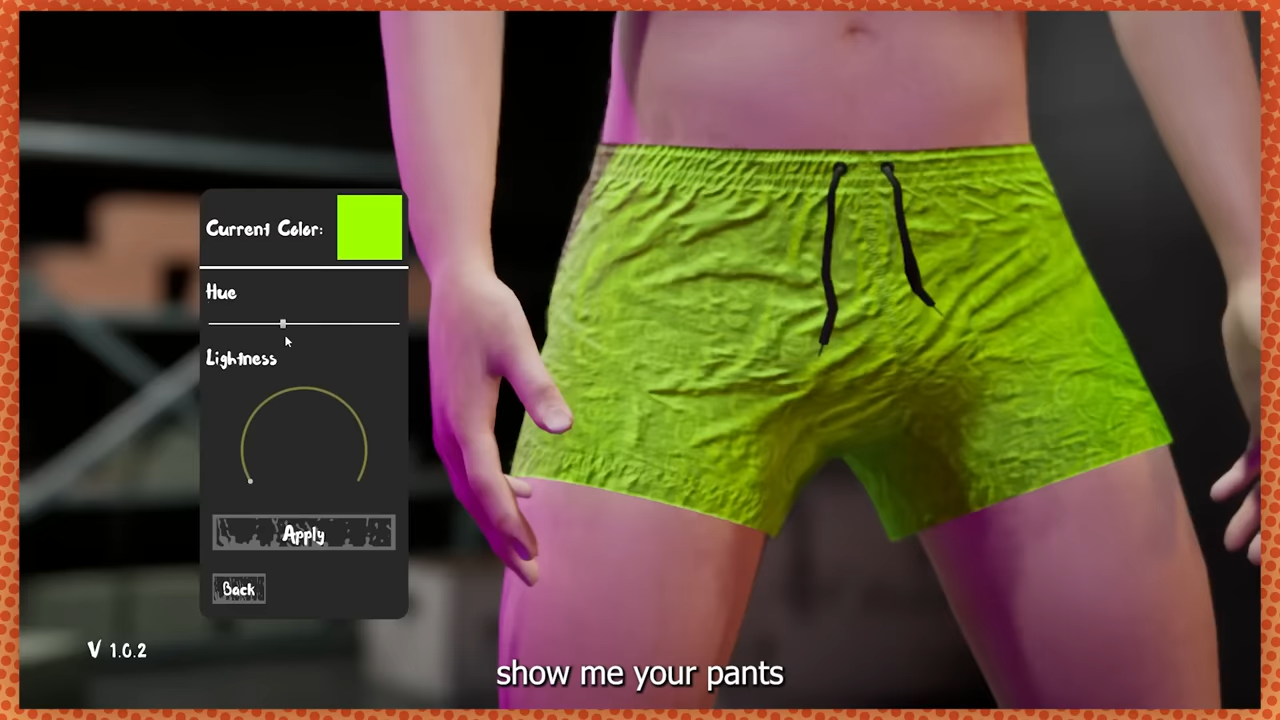 Current Color:
Hue
Lightness
Apply
Back
V 1.0.2
show me your pants